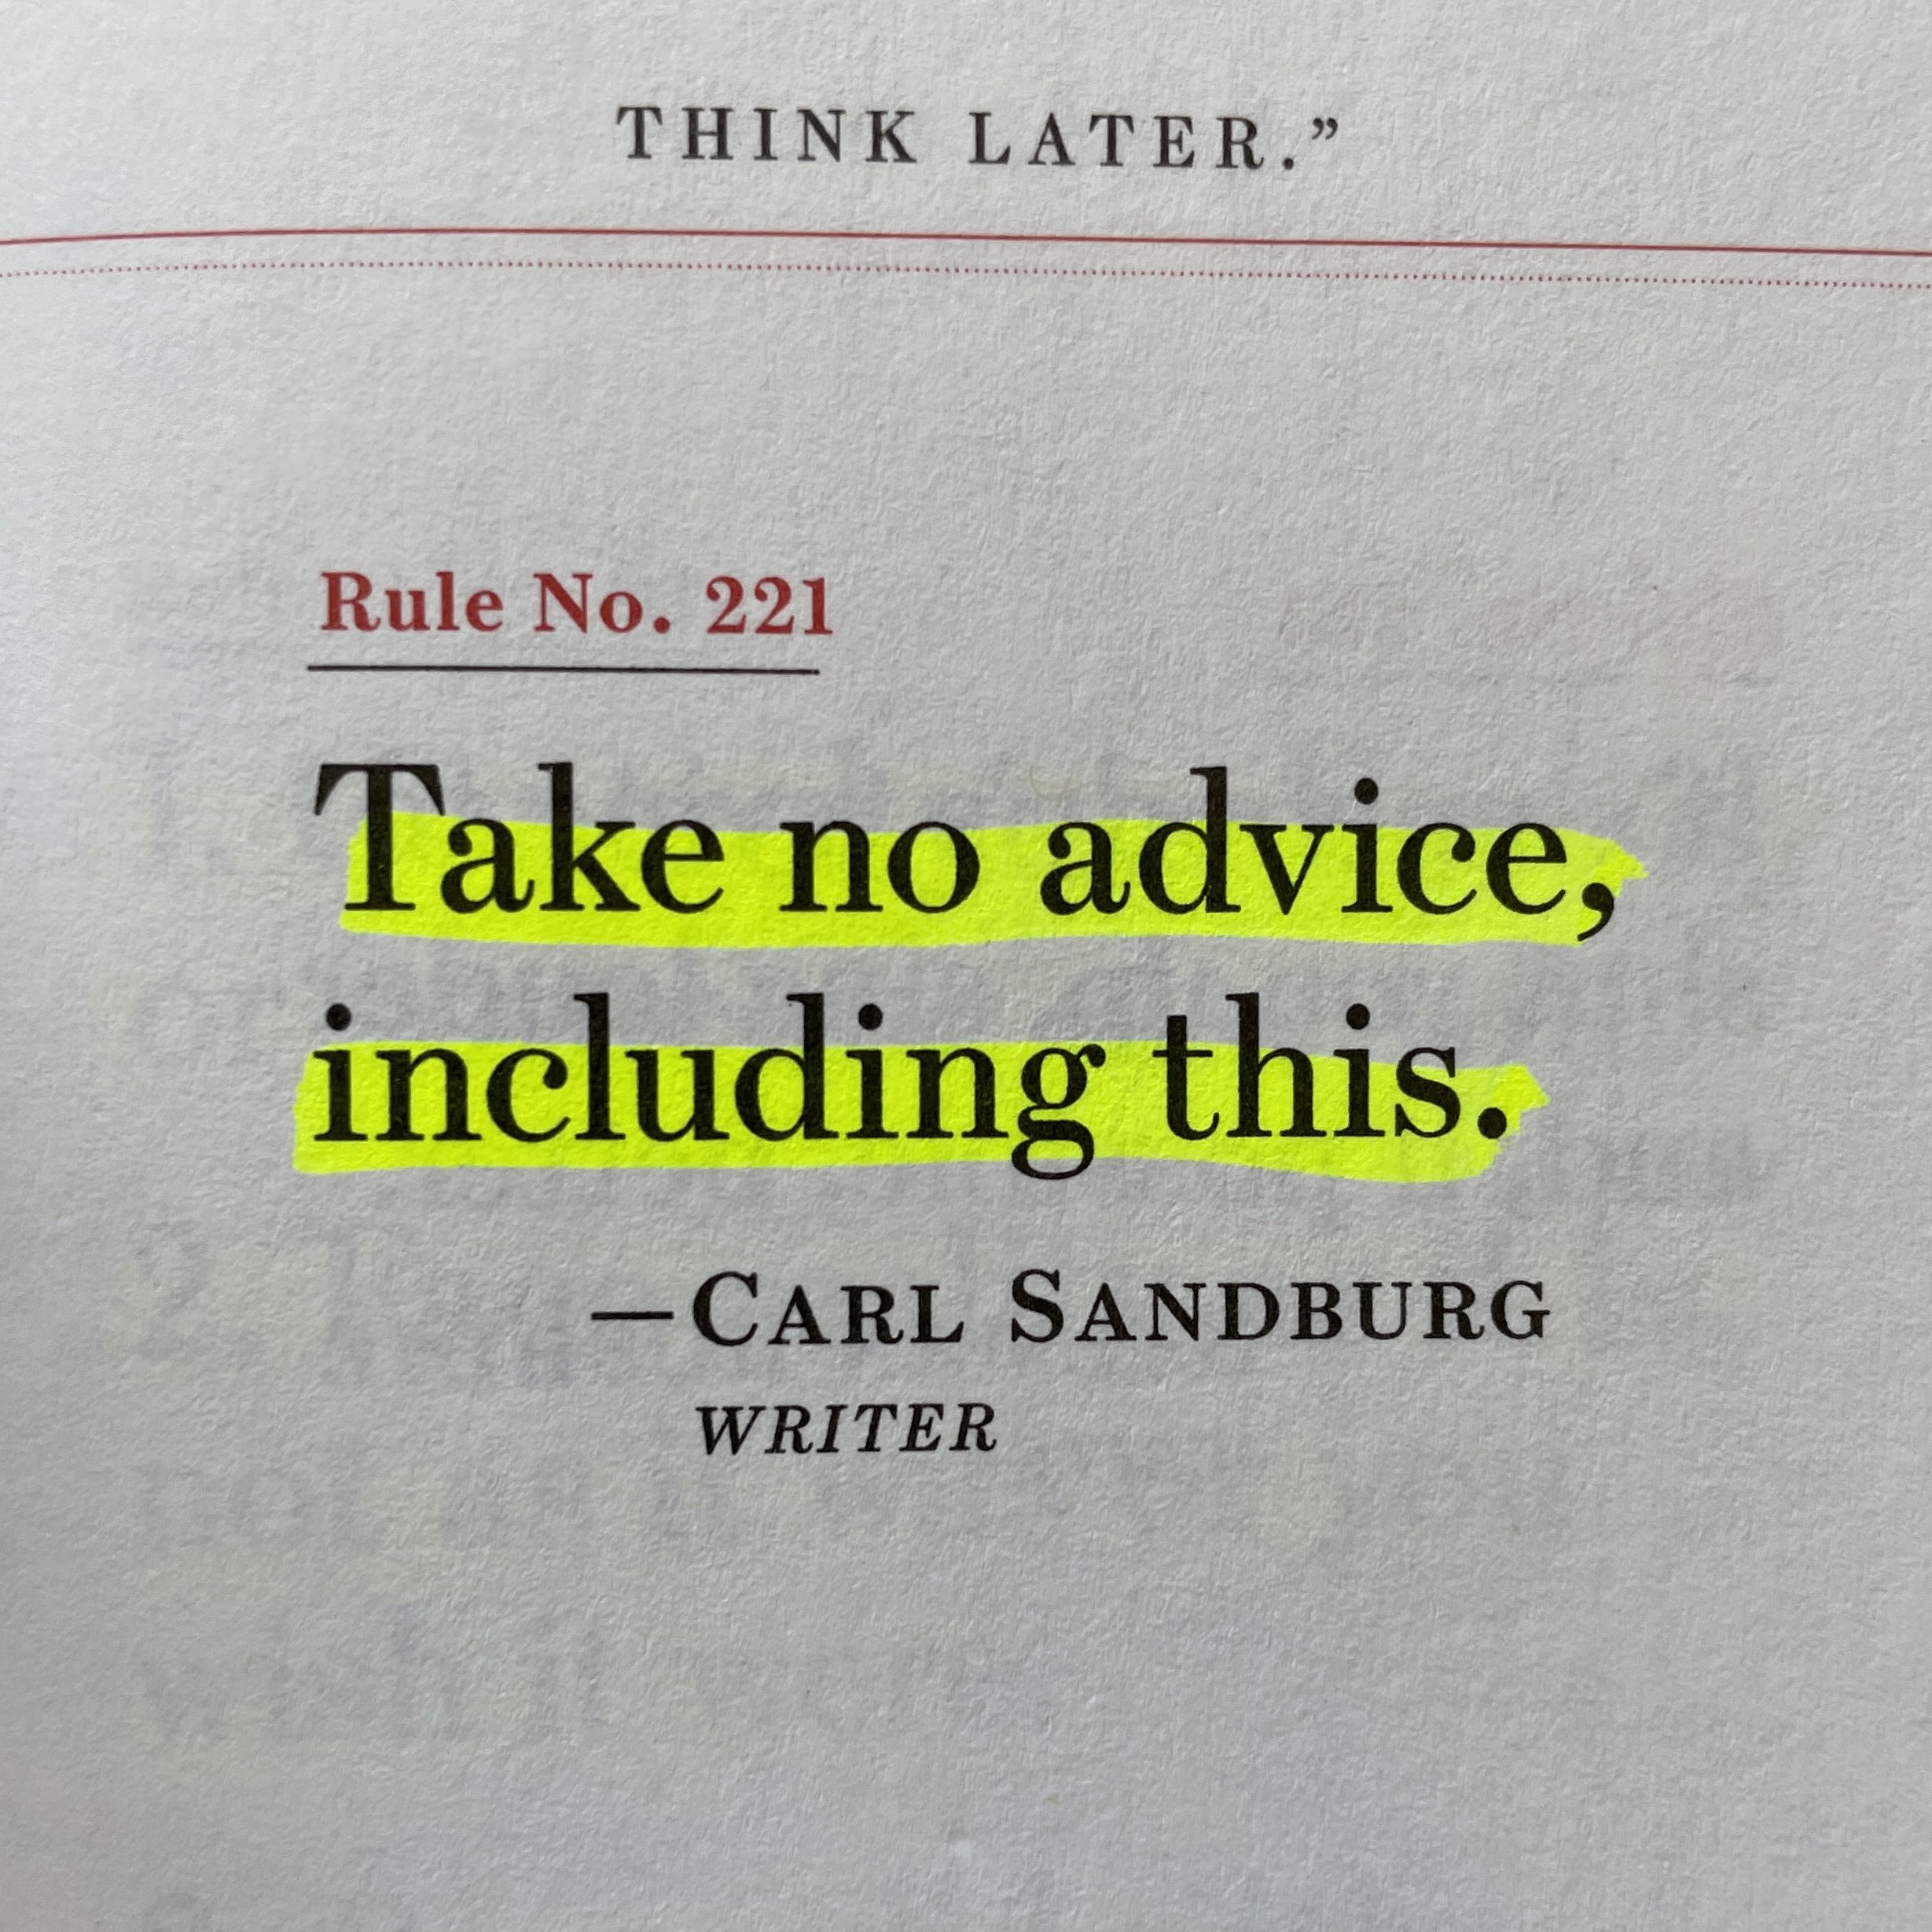 THINK LATER.”
Rule No. 221
Take no advice,
including this.
—CARL SANDBURG
WRITER